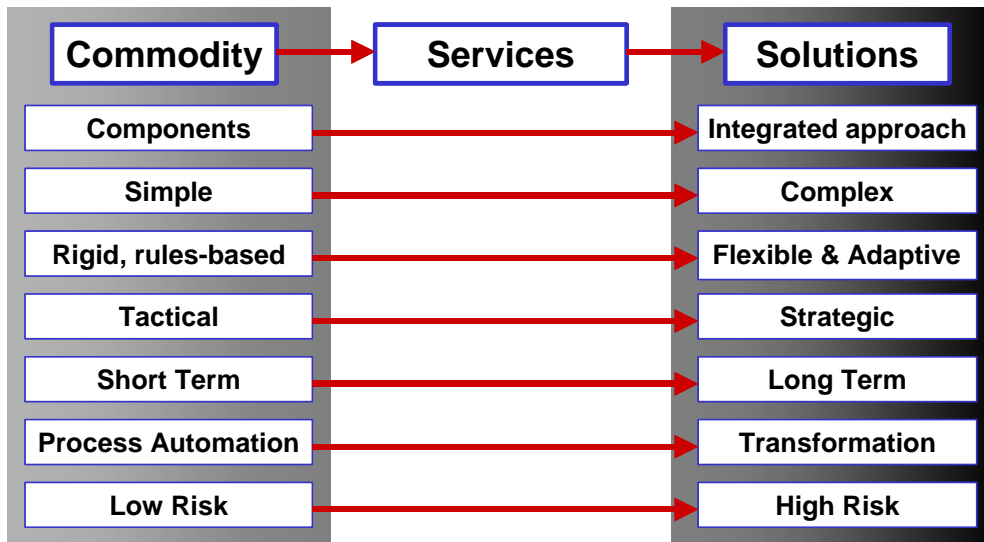 Commodity
Services
Solutions
Components
Integrated approach
Simple
Complex
Rigid, rules-based
Flexible & Adaptive
Tactical
Strategic
Short Term
Long Term
Process Automation
Transformation
Low Risk
High Risk